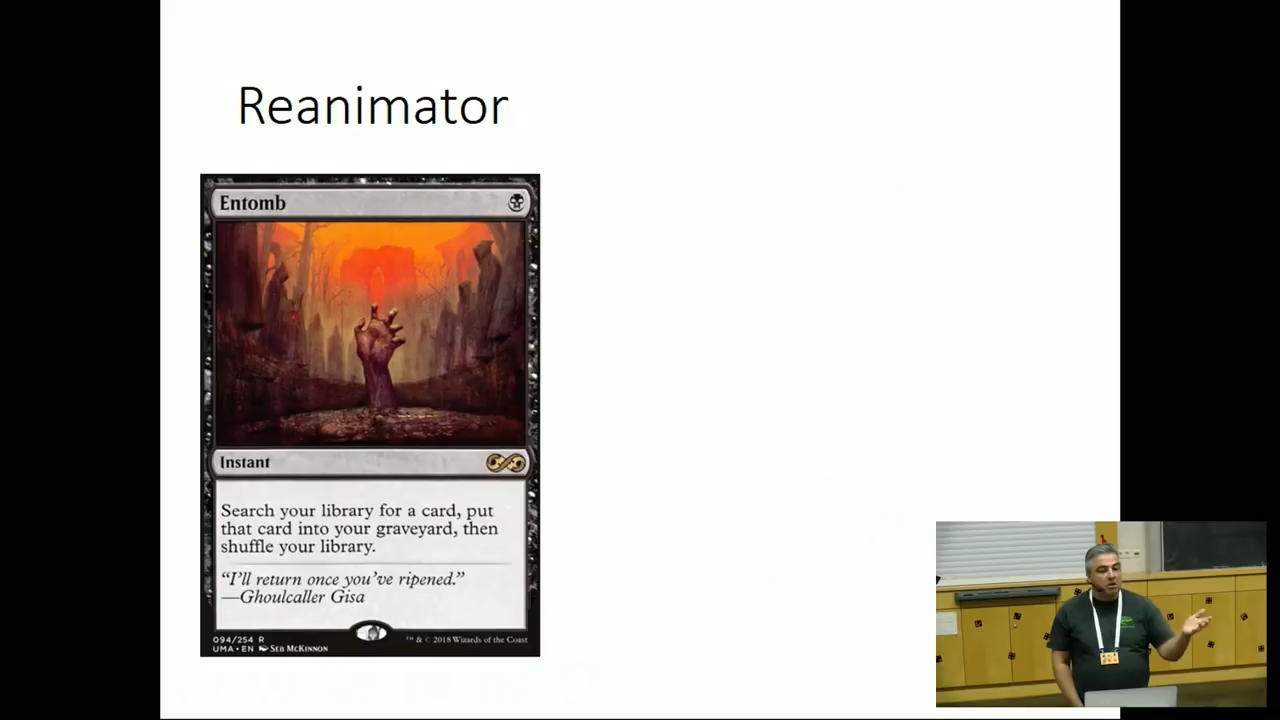 Reanimator
Entomb
Instant
Search your library for a card, put
that card into your graveyard, then
shuffle your library.
“I’ll return once you’ve ripened.”
—Ghoulcaller Gisa
094/254 R
UMA • EN Seb McKinnon
™ & © 2018 Wizards of the Coast